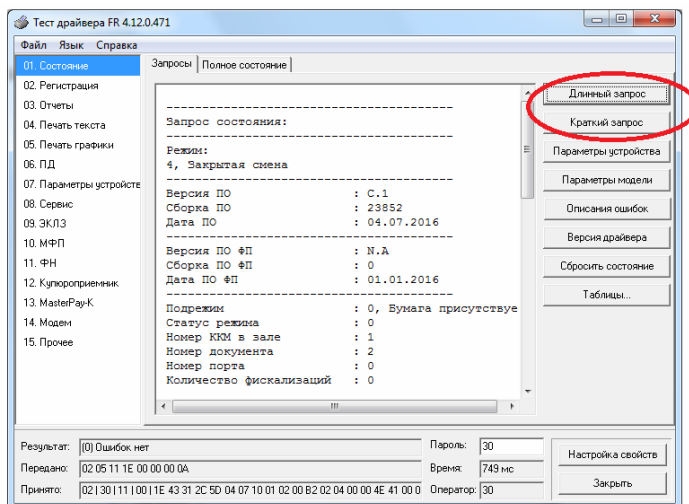 Тест драйвера FR 4.12.0.471
Файл Язык Справка
01. Состояние
02. Регистрация
03. Отчеты
04. Печать текста
05. Печать графики
06. ПД
07. Параметры устройств
08. Сервис
09. ЭКЛЗ
10. МФП
11. ФН
12. Купюроприемник
13. MasterPay-К
14. Модем
15. Прочее
Запросы Полное состояние
----------------------------------------
Запрос состояния:
----------------------------------------
Режим:
4, Закрытая смена
----------------------------------------
Версия ПО : C.1
Сборка ПО : 23852
Дата ПО : 04.07.2016
----------------------------------------
Версия ПО ФП : N.A
Сборка ПО ФП : 0
Дата ПО ФП : 01.01.2016
----------------------------------------
Подрежим : 0, Бумага присутствуе
Статус режима : 0
Номер ККМ в зале : 1
Номер документа : 2
Номер порта : 0
Количество фискализаций : 0
Длинный запрос
Краткий запрос
Параметры устройства
Параметры модели
Описания ошибок
Версия драйвера
Сбросить состояние
Таблицы...
Результат: (0) Ошибок нет
Передано: 02 05 11 1E 00 00 00 0A
Принято: 02 | 30 | 11 | 00 | 1E 43 31 2C 5D 04 07 10 01 02 00 B2 02 04 00 00 4E 41 00 0
Пароль: 30
Время: 749 мс
Оператор: 30
Настройка свойств
Закрыть